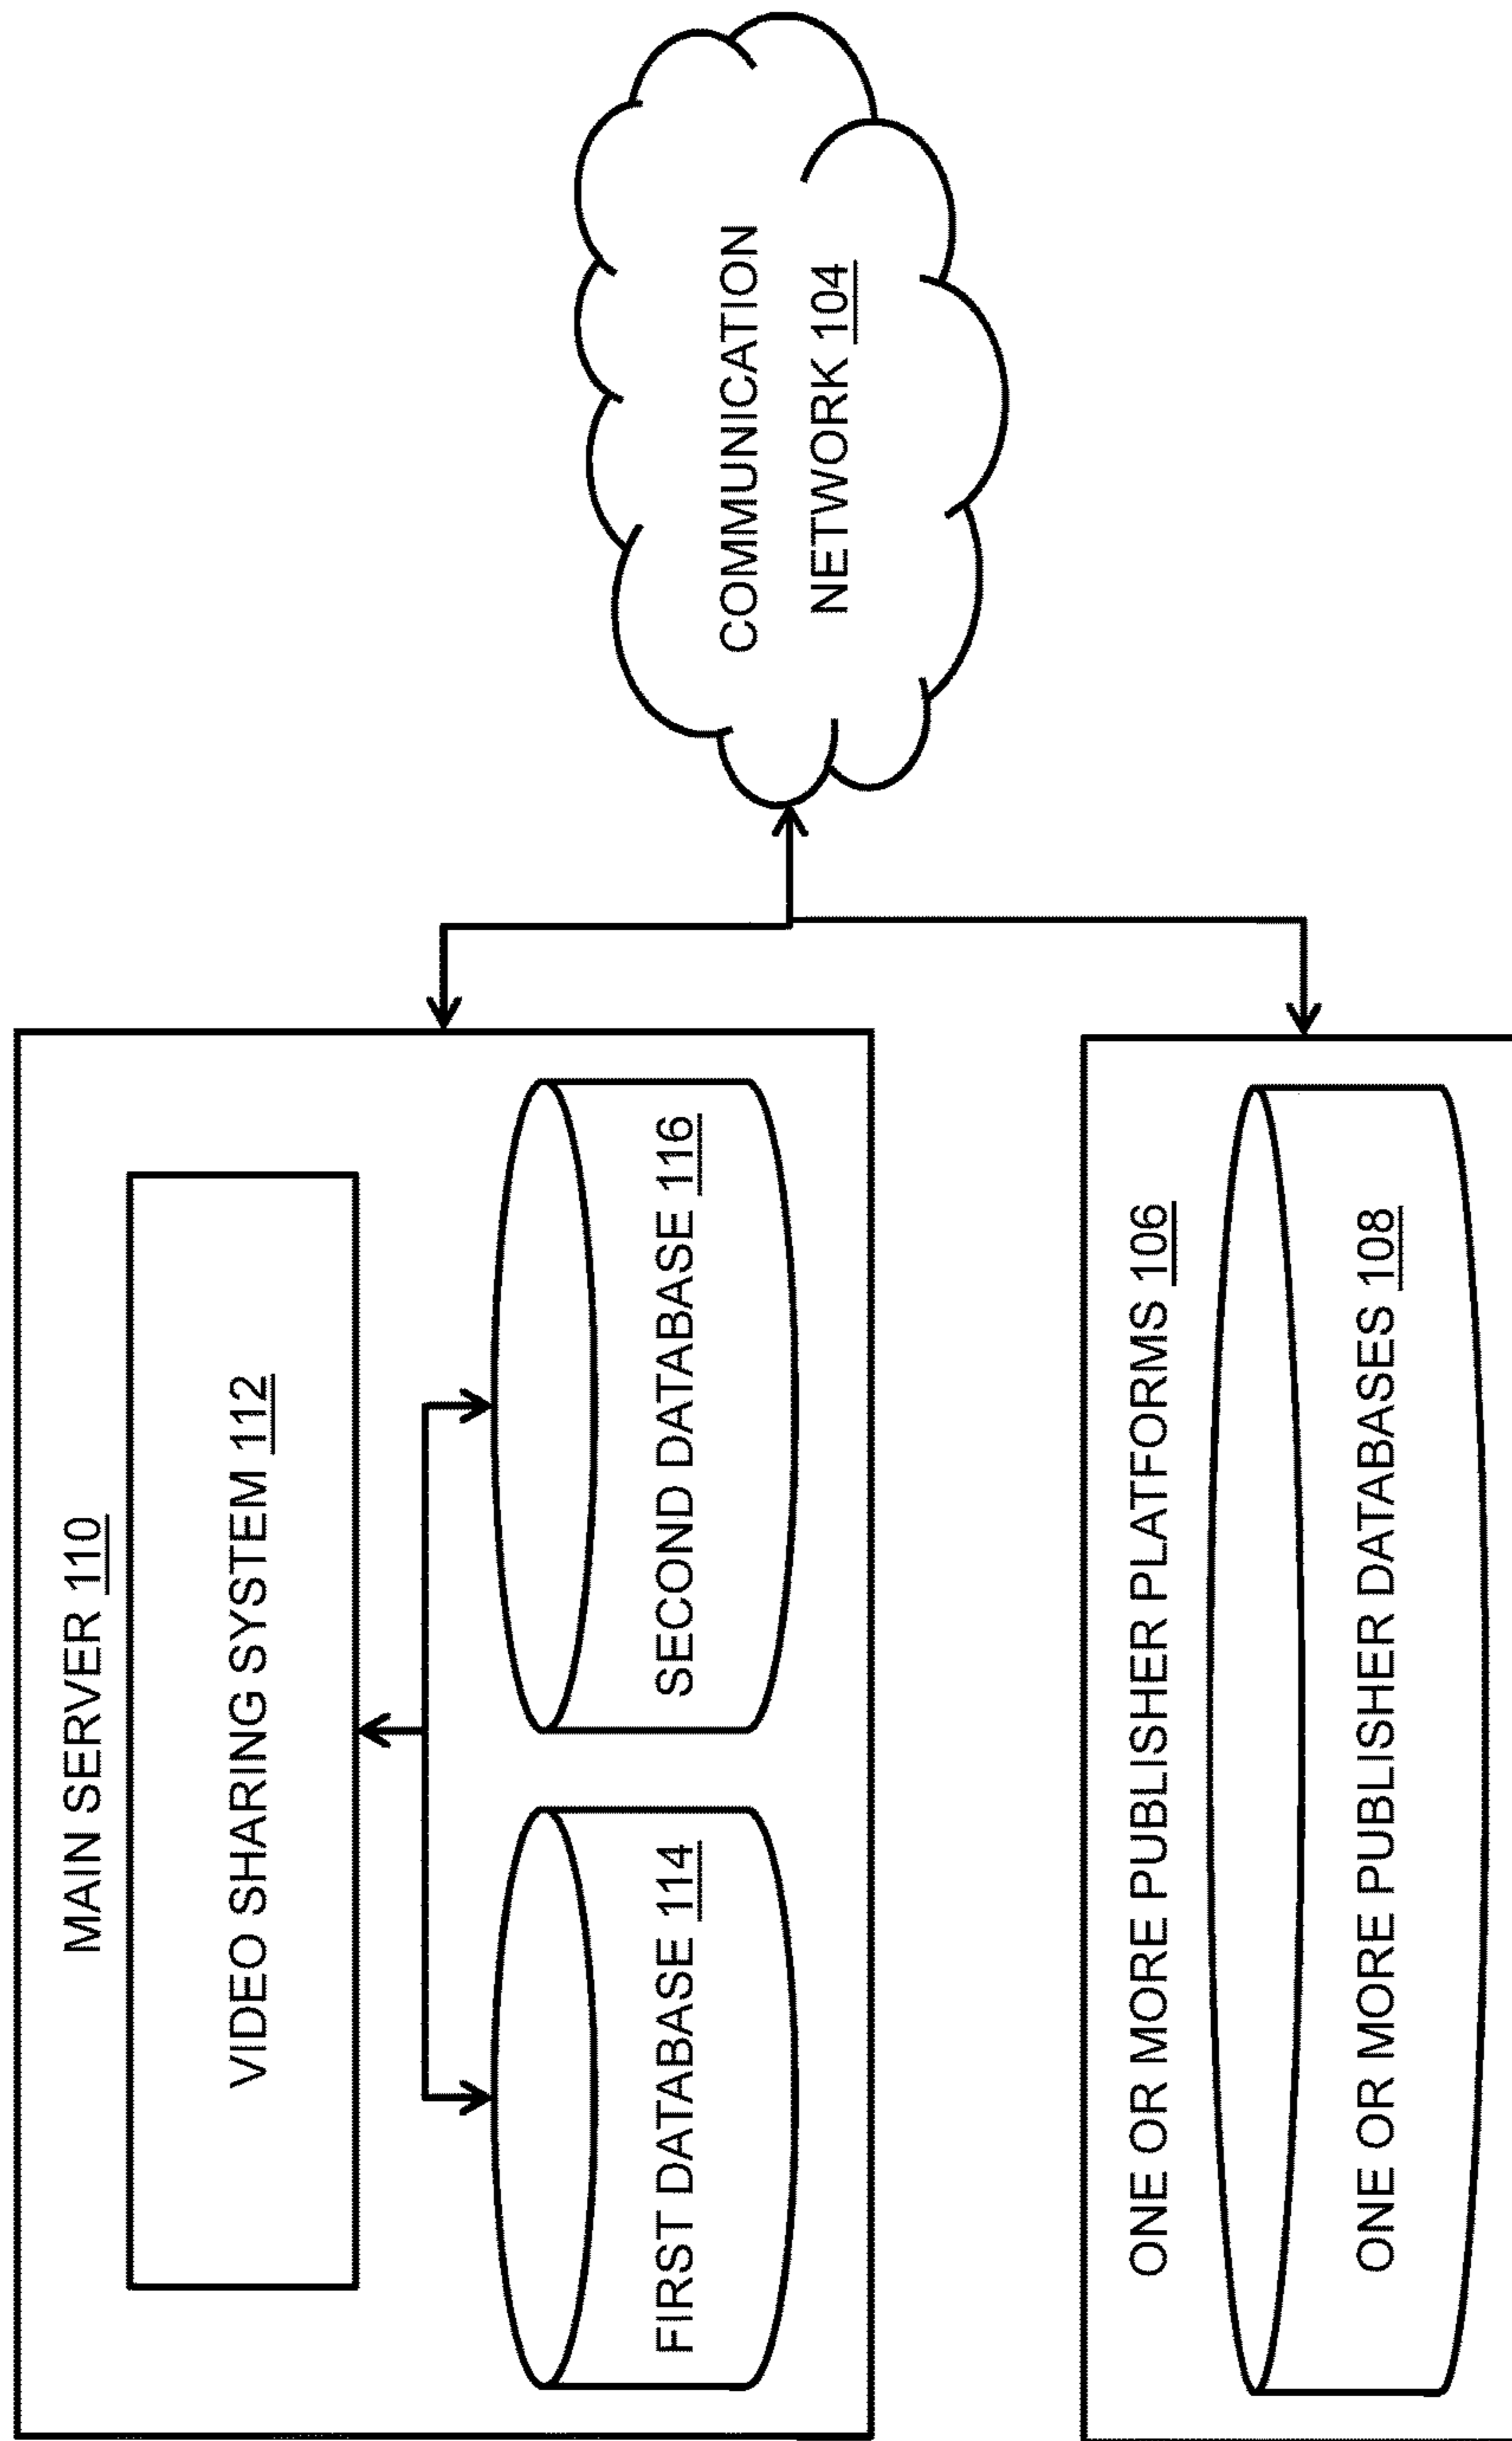 MAIN SERVER 110
VIDEO SHARING SYSTEM 112
FIRST DATABASE 114
SECOND DATABASE 116
COMMUNICATION
NETWORK 104
ONE OR MORE PUBLISHER PLATFORMS 106
ONE OR MORE PUBLISHER DATABASES 108